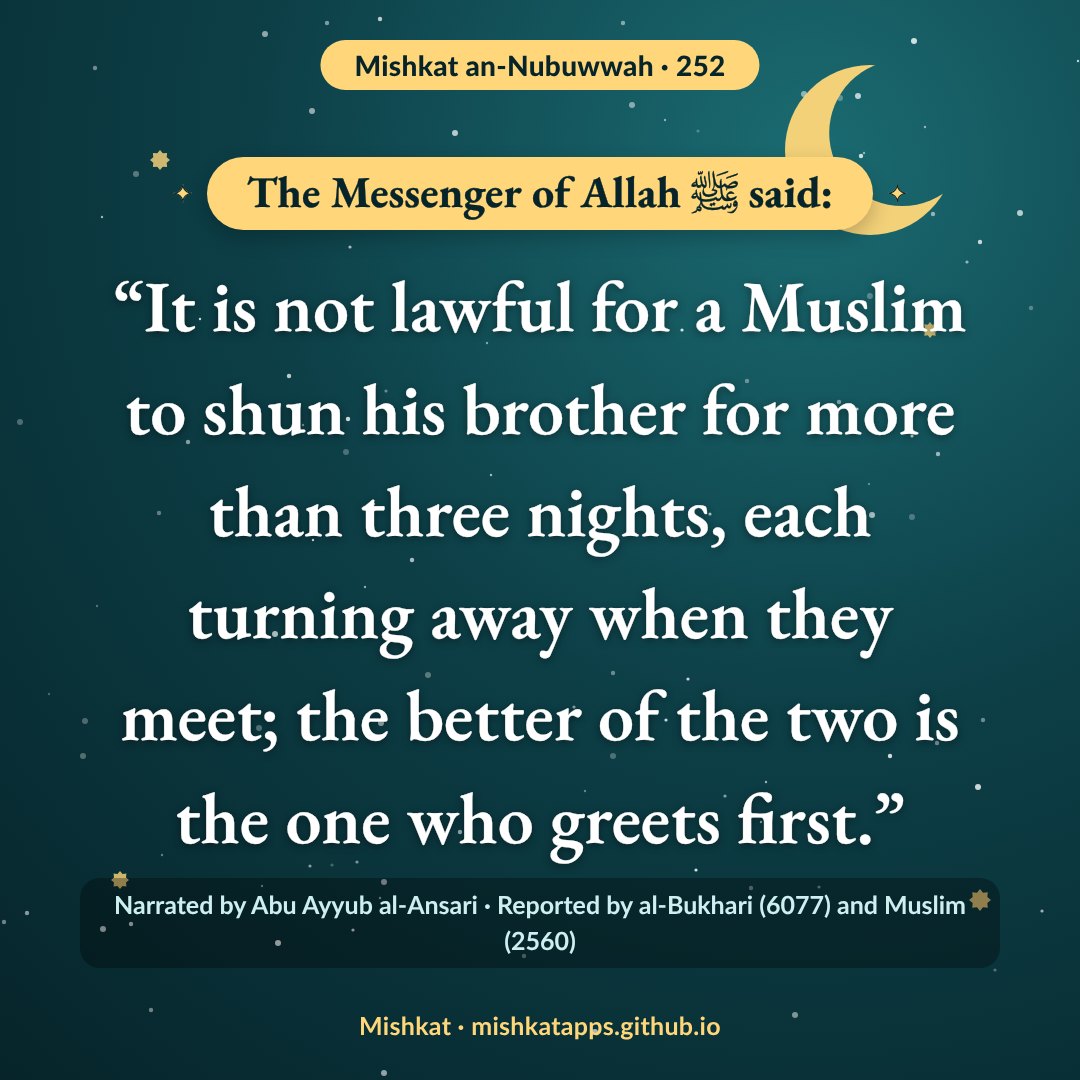 Mishkat an-Nubuwwah · 252
The Messenger of Allah ﷺ said:
“It is not lawful for a Muslim
to shun his brother for more
than three nights, each
turning away when they
meet; the better of the two is
the one who greets first.”
Narrated by Abu Ayyub al-Ansari · Reported by al-Bukhari (6077) and Muslim
(2560)
Mishkat · mishkatapps.github.io